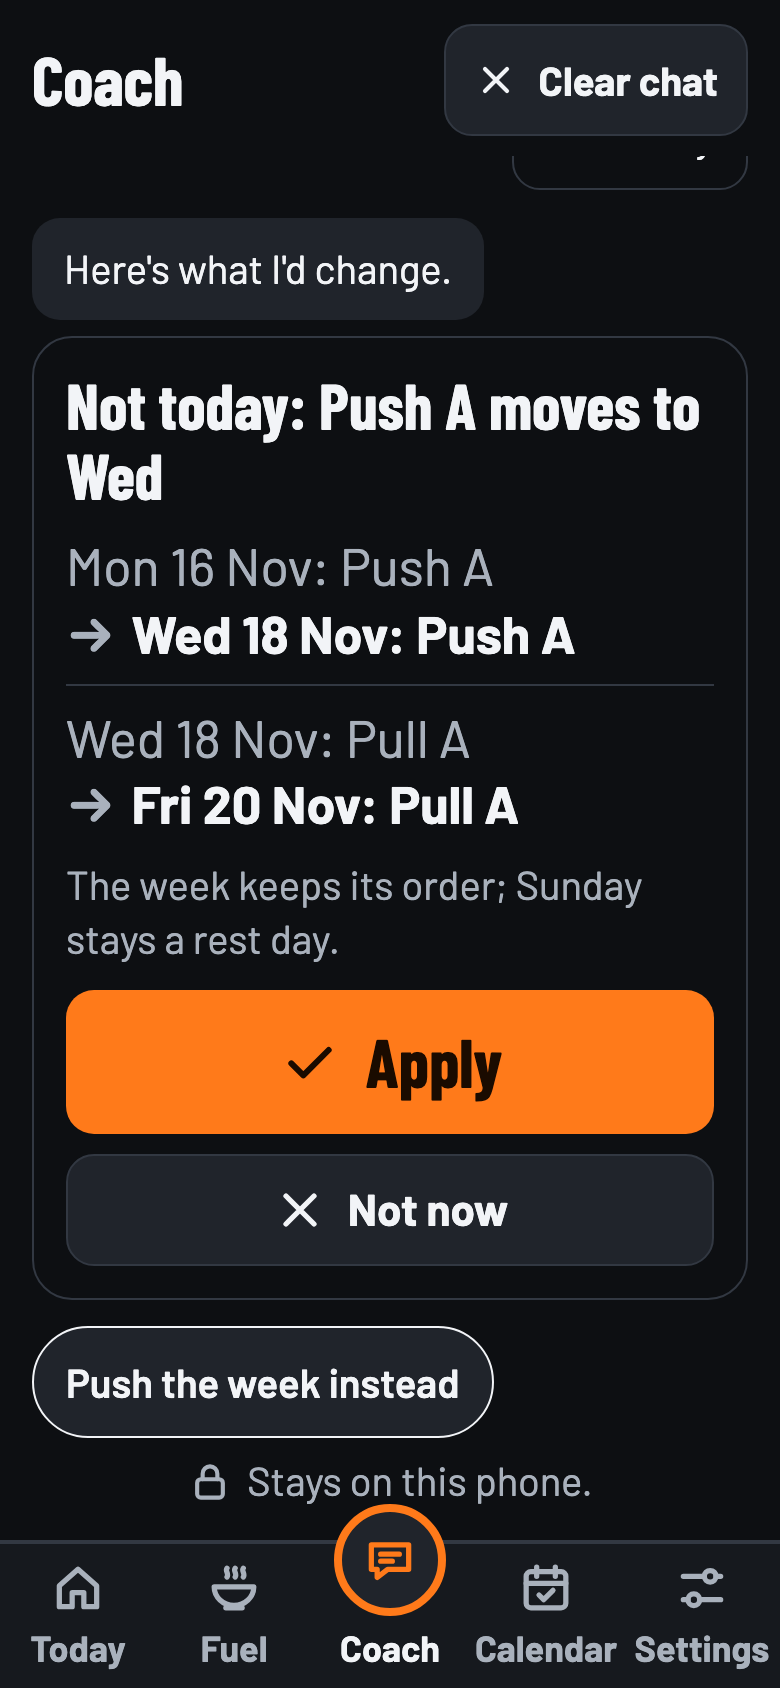 Coach
Clear chat
Here's what I'd change.
Not today: Push A moves to
Wed
Mon 16 Nov: Push A
→ Wed 18 Nov: Push A
Wed 18 Nov: Pull A
→ Fri 20 Nov: Pull A
The week keeps its order; Sunday
stays a rest day.
Apply
Not now
Push the week instead
Stays on this phone.
Today
Fuel
Coach
Calendar
Settings